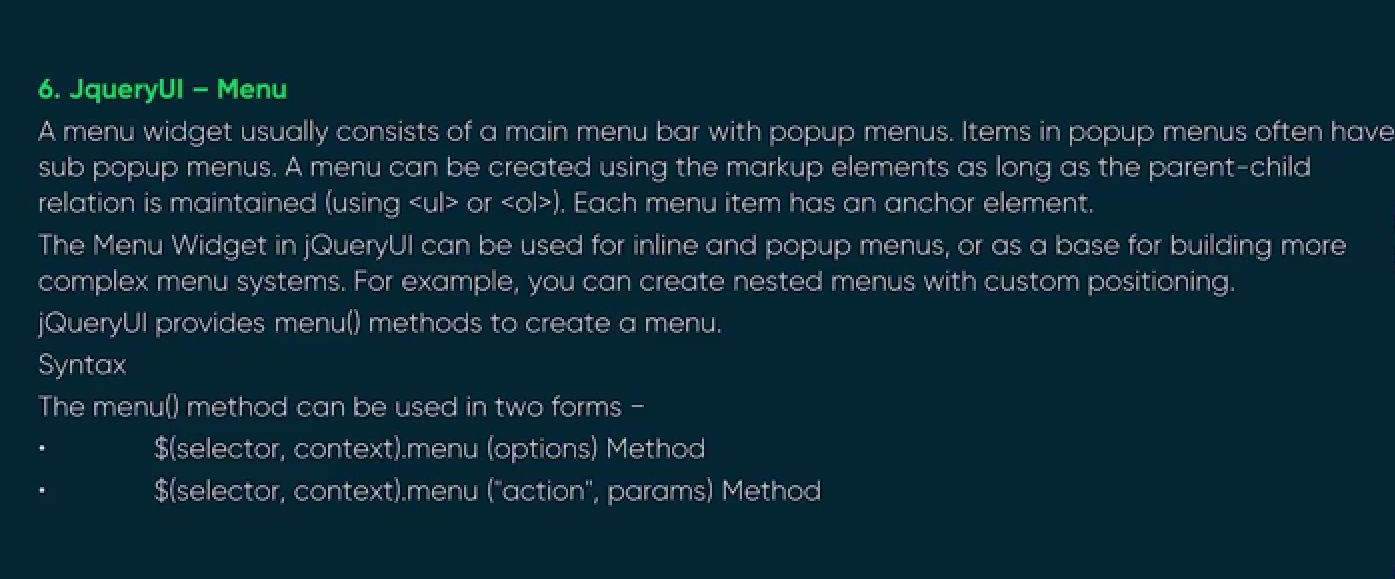 6. JqueryUI – Menu
A menu widget usually consists of a main menu bar with popup menus. Items in popup menus often have
sub popup menus. A menu can be created using the markup elements as long as the parent-child
relation is maintained (using <ul> or <ol>). Each menu item has an anchor element.
The Menu Widget in jQueryUI can be used for inline and popup menus, or as a base for building more
complex menu systems. For example, you can create nested menus with custom positioning.
jQueryUI provides menu() methods to create a menu.
Syntax
The menu() method can be used in two forms –
• $(selector, context).menu (options) Method
• $(selector, context).menu ("action", params) Method